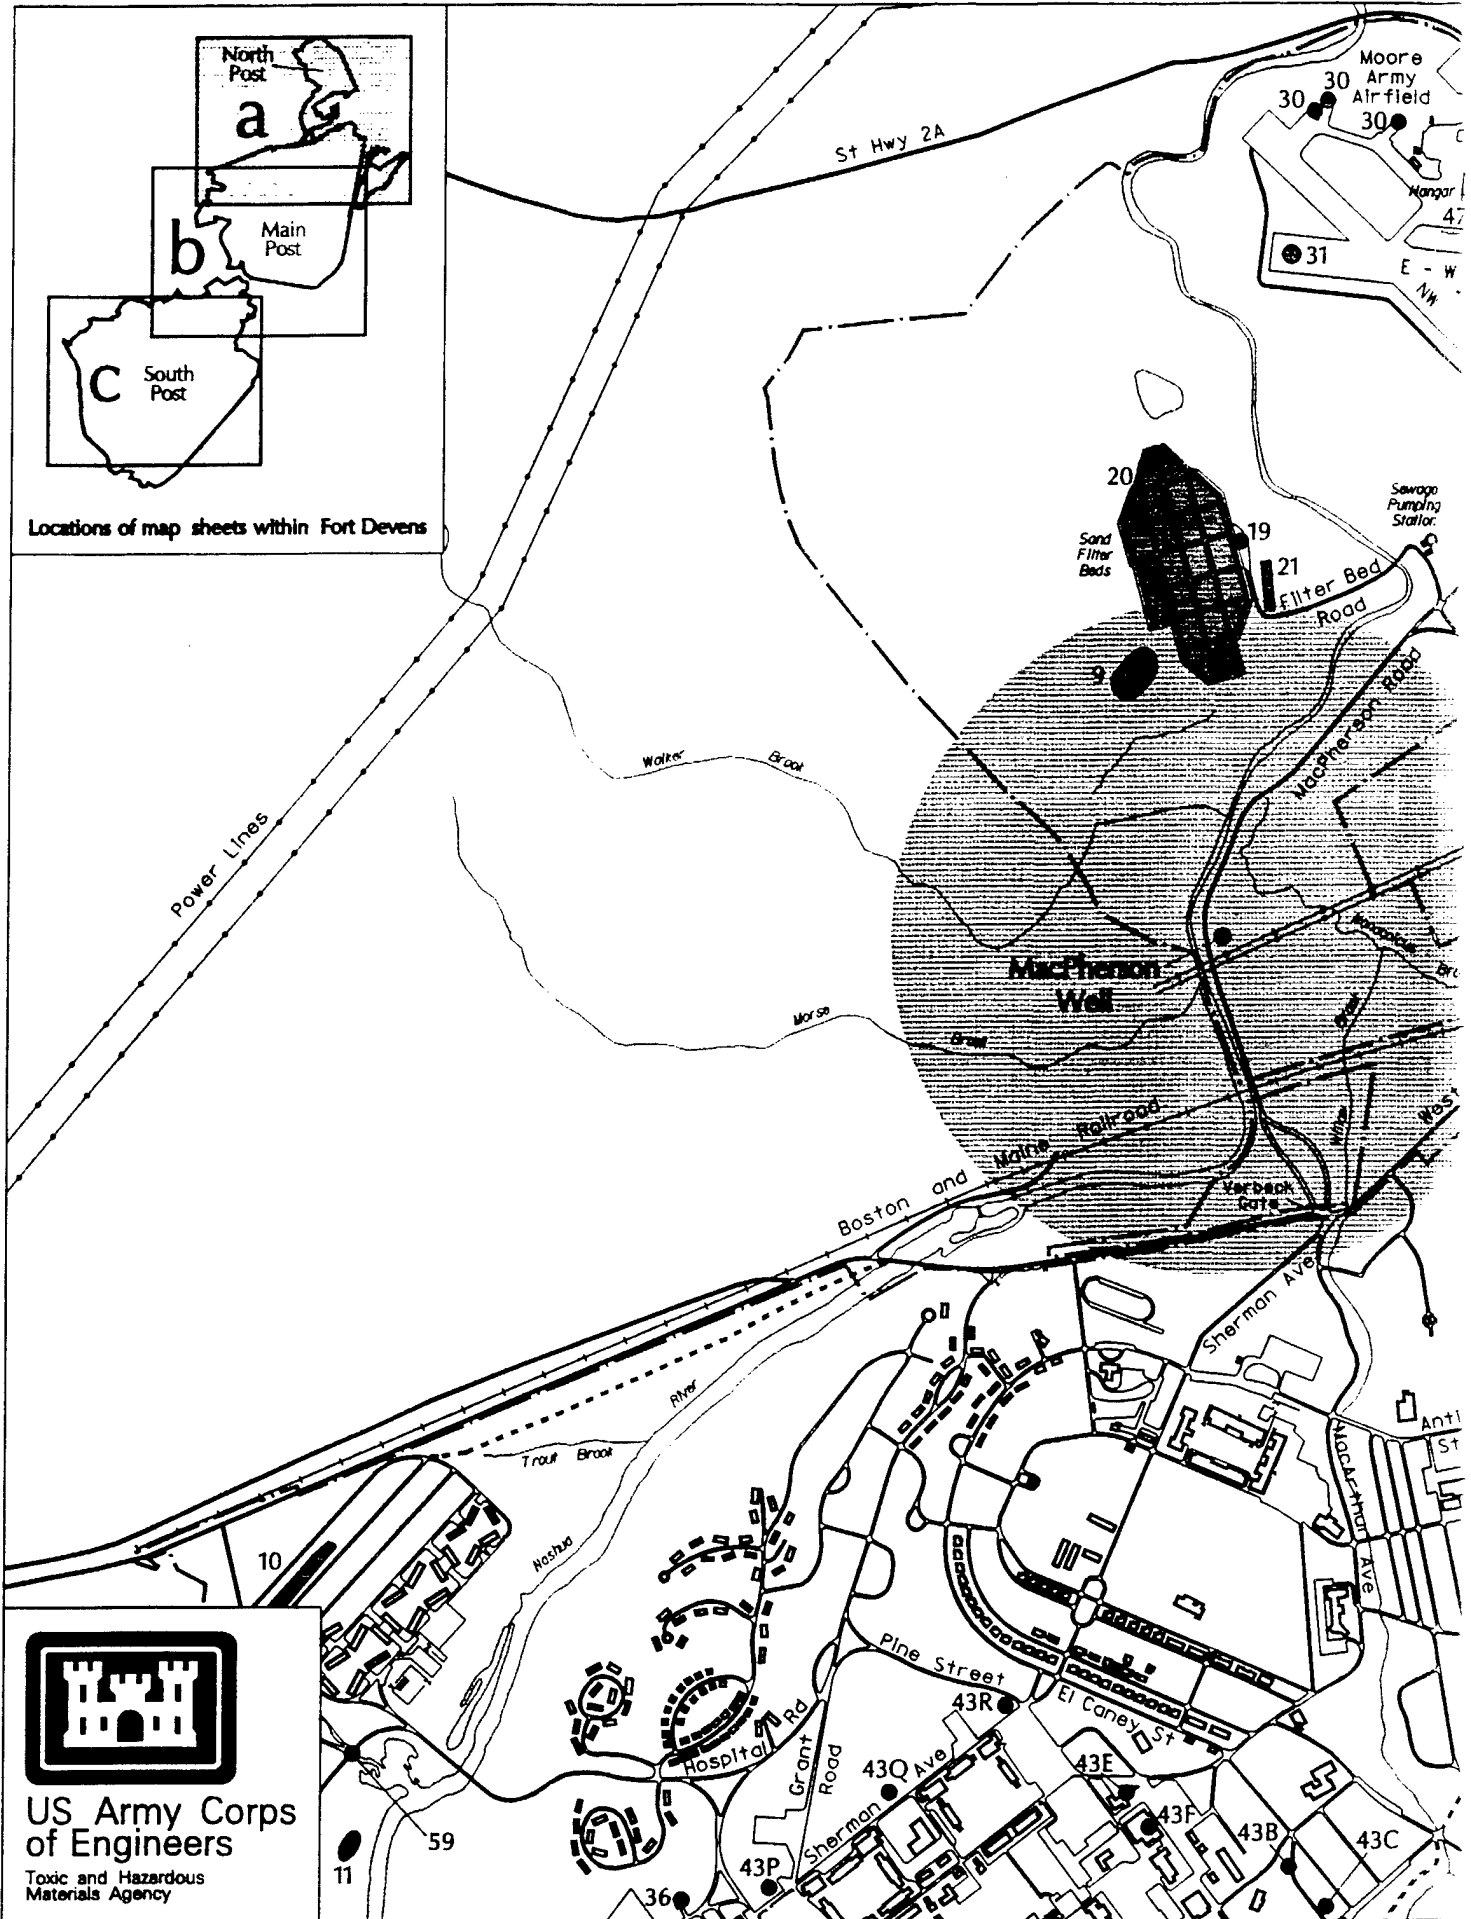 North
Post
a
b
Main
Post
C
South
Post
Locations of map sheets within Fort Devens
St Hwy 2A
Moore
Army
Airfield
30
30
30
Hangar
47
31
E - W
NW -
20
Sand
Filter
Beds
19
21
Sewage
Pumping
Station
Filter Bed
Road
9
MacPherson Road
Walker Brook
Power Lines
MacPherson
Well
Morse Brook
Brook
Boston and Maine Railroad
West
Verbeck
Gate
Sherman Ave
River
Trout Brook
Nashua
MacArthur Ave
Anti
St
10
Pine Street
43R
El Caney St
Hospital Rd
Grant
Road
43Q
Sherman Ave
43E
43F
43B
43C
43P
36
59
11
US Army Corps
of Engineers
Toxic and Hazardous
Materials Agency